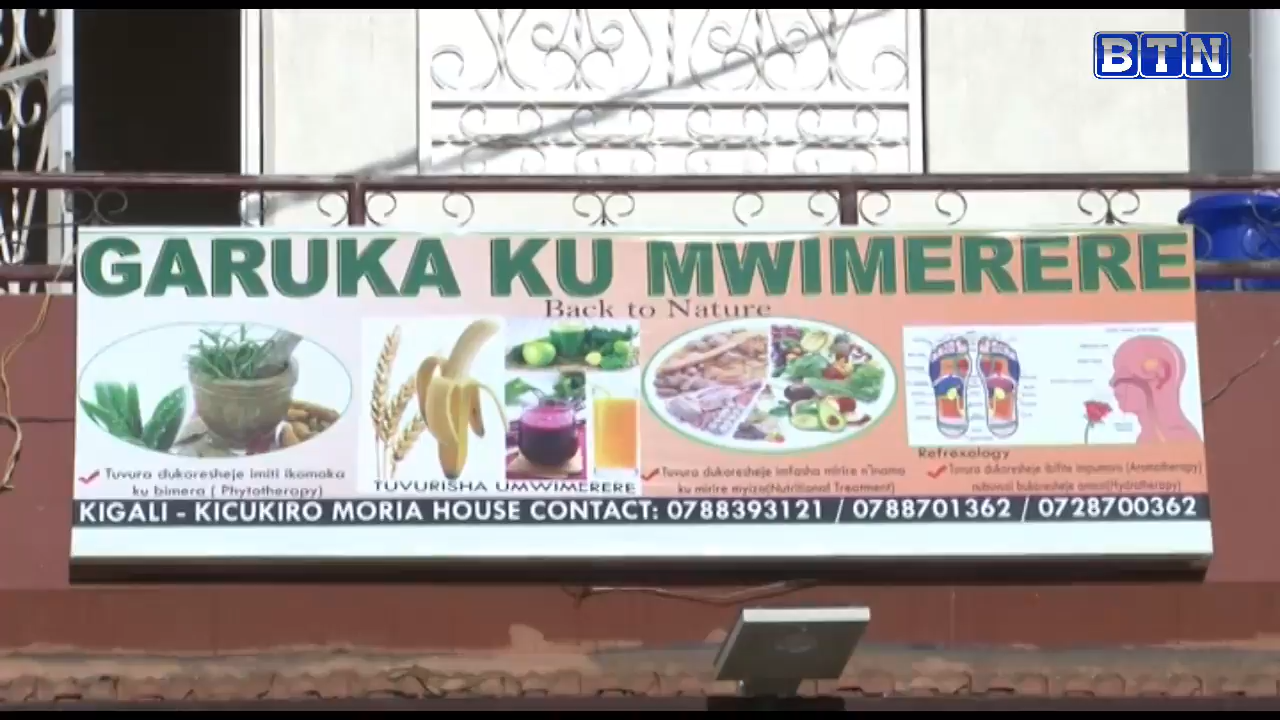 BTN
GARUKA KU MWIMERERE
Back to Nature
Tuvura dukoresheje imiti ikomoka
ku bimera ( Phytotherapy)
TUVURISHA UMWIMERERE
Tuvura dukoresheje imfasha mirire n'inama
ku mirire myiza(Nutritional Treatment)
Refrexology
Tuvura dukoresheje ibifite impumuro (Aromatherapy)
bukoresheje amazi(Hydrotherapy)
KIGALI - KICUKIRO MORIA HOUSE CONTACT: 0788393121 / 0788701362 / 0728700362